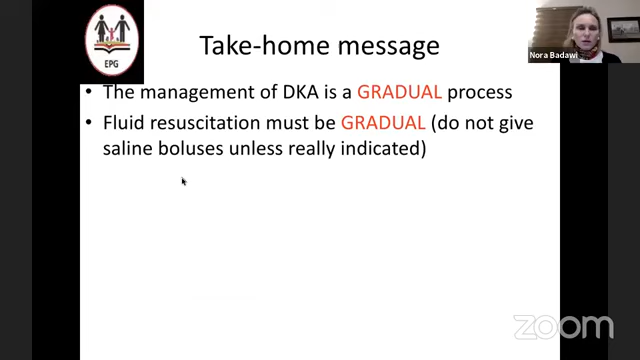 EPG
Take-home message
Nora Badawi
• The management of DKA is a GRADUAL process
• Fluid resuscitation must be GRADUAL (do not give
saline boluses unless really indicated)
zoom